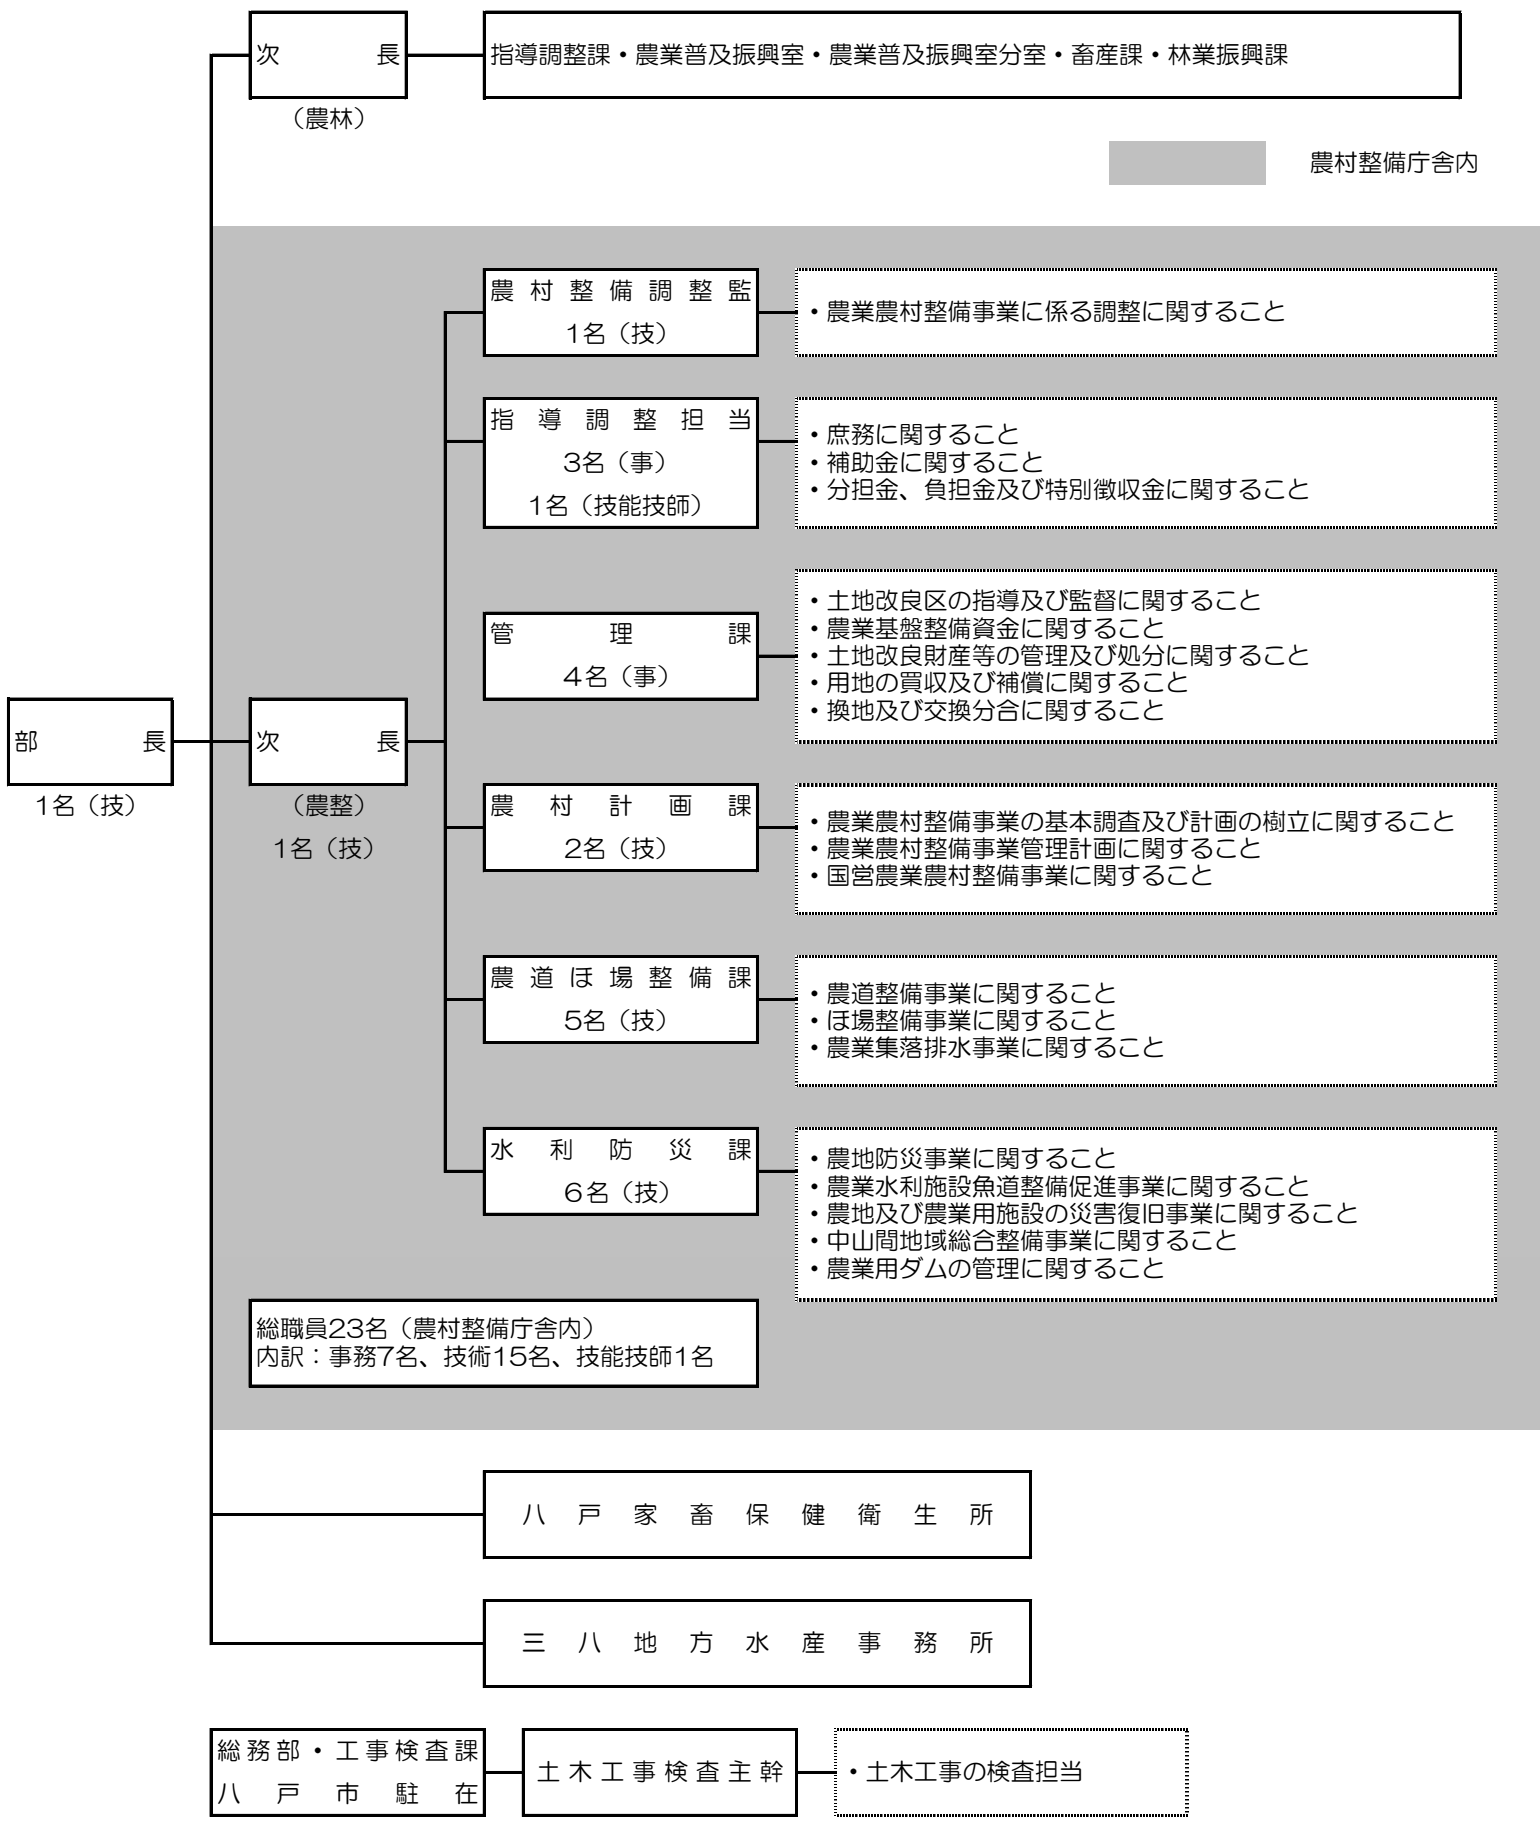 次長
指導調整課・農業普及振興室・農業普及振興室分室・畜産課・林業振興課
（農林）
農村整備庁舎内
農村整備調整監
1名（技）
・農業農村整備事業に係る調整に関すること
指導調整担当
3名（事）
1名（技能技師）
・庶務に関すること
・補助金に関すること
・分担金、負担金及び特別徴収金に関すること
管理課
4名（事）
・土地改良区の指導及び監督に関すること
・農業基盤整備資金に関すること
・土地改良財産等の管理及び処分に関すること
・用地の買収及び補償に関すること
・換地及び交換分合に関すること
部長
1名（技）
次長
（農整）
1名（技）
農村計画課
2名（技）
・農業農村整備事業の基本調査及び計画の樹立に関すること
・農業農村整備事業管理計画に関すること
・国営農業農村整備事業に関すること
農道ほ場整備課
5名（技）
・農道整備事業に関すること
・ほ場整備事業に関すること
・農業集落排水事業に関すること
水利防災課
6名（技）
・農地防災事業に関すること
・農業水利施設魚道整備促進事業に関すること
・農地及び農業用施設の災害復旧事業に関すること
・中山間地域総合整備事業に関すること
・農業用ダムの管理に関すること
総職員23名（農村整備庁舎内）
内訳：事務7名、技術15名、技能技師1名
八戸家畜保健衛生所
三八地方水産事務所
総務部・工事検査課
八戸市駐在
土木工事検査主幹
・土木工事の検査担当